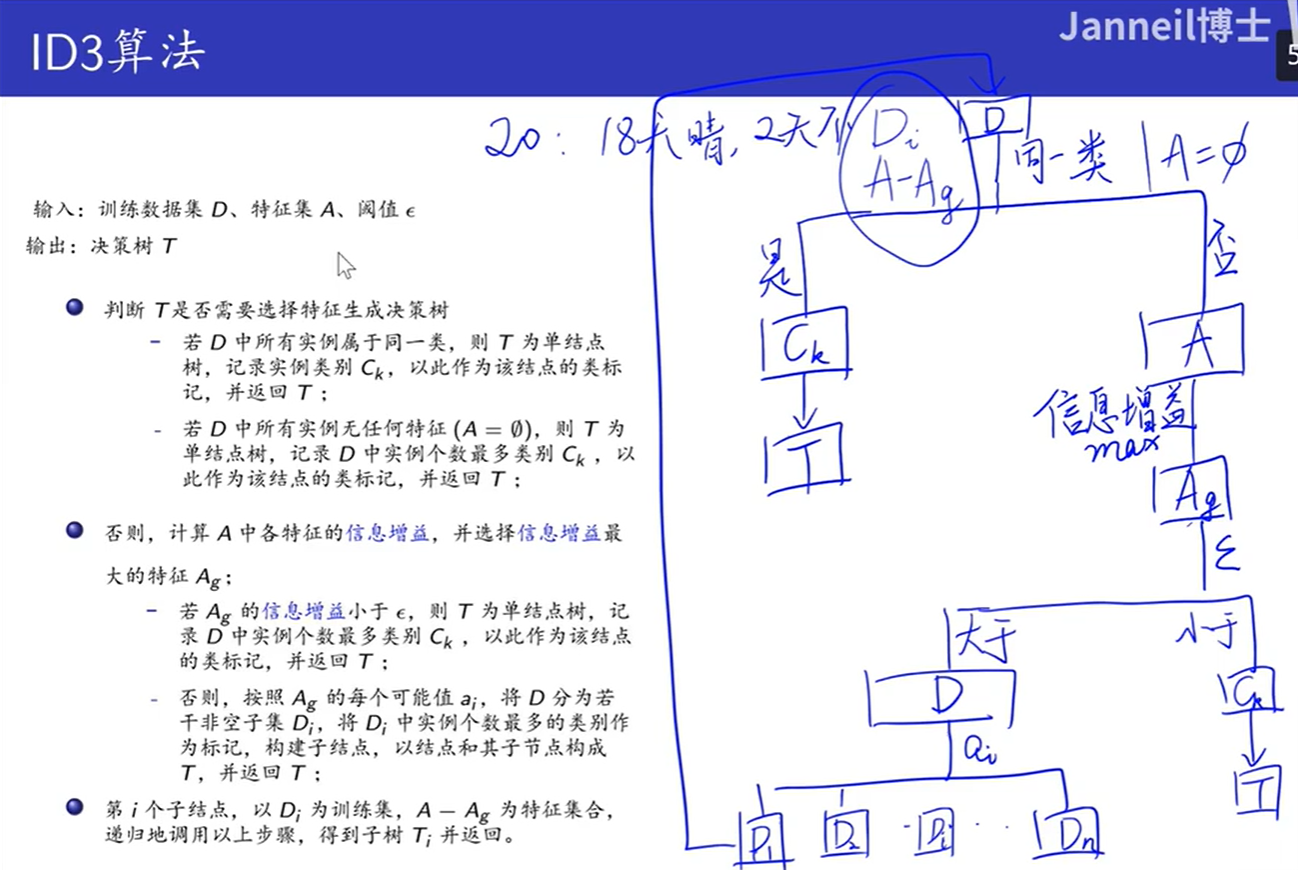 Janneil博士
ID3算法
5
20：18天晴，2天不
D_i
A-A_g
D
同一类
A=∅
输入：训练数据集 D、特征集 A、阈值 ϵ
输出：决策树 T
判断 T是否需要选择特征生成决策树
– 若 D 中所有实例属于同一类，则 T 为单结点
树，记录实例类别 C_k，以此作为该结点的类标
记，并返回 T；
- 若 D 中所有实例无任何特征 (A = ∅)，则 T 为
单结点树，记录 D 中实例个数最多类别 C_k ，以
此作为该结点的类标记，并返回 T；
否则，计算 A 中各特征的信息增益，并选择信息增益最
大的特征 A_g；
– 若 A_g 的信息增益小于 ϵ，则 T 为单结点树，记
录 D 中实例个数最多类别 C_k ，以此作为该结点
的类标记，并返回 T；
- 否则，按照 A_g 的每个可能值 a_i，将 D 分为若
干非空子集 D_i，将 D_i 中实例个数最多的类别作
为标记，构建子结点，以结点和其子节点构成
T，并返回 T；
第 i 个子结点，以 D_i 为训练集，A − A_g 为特征集合，
递归地调用以上步骤，得到子树 T_i 并返回。
是
否
C_k
A
T
信息增益
max
A_g
ε
大于
小于
D
C_k
a_i
T
D_1
D_2
· D_i · ·
D_n